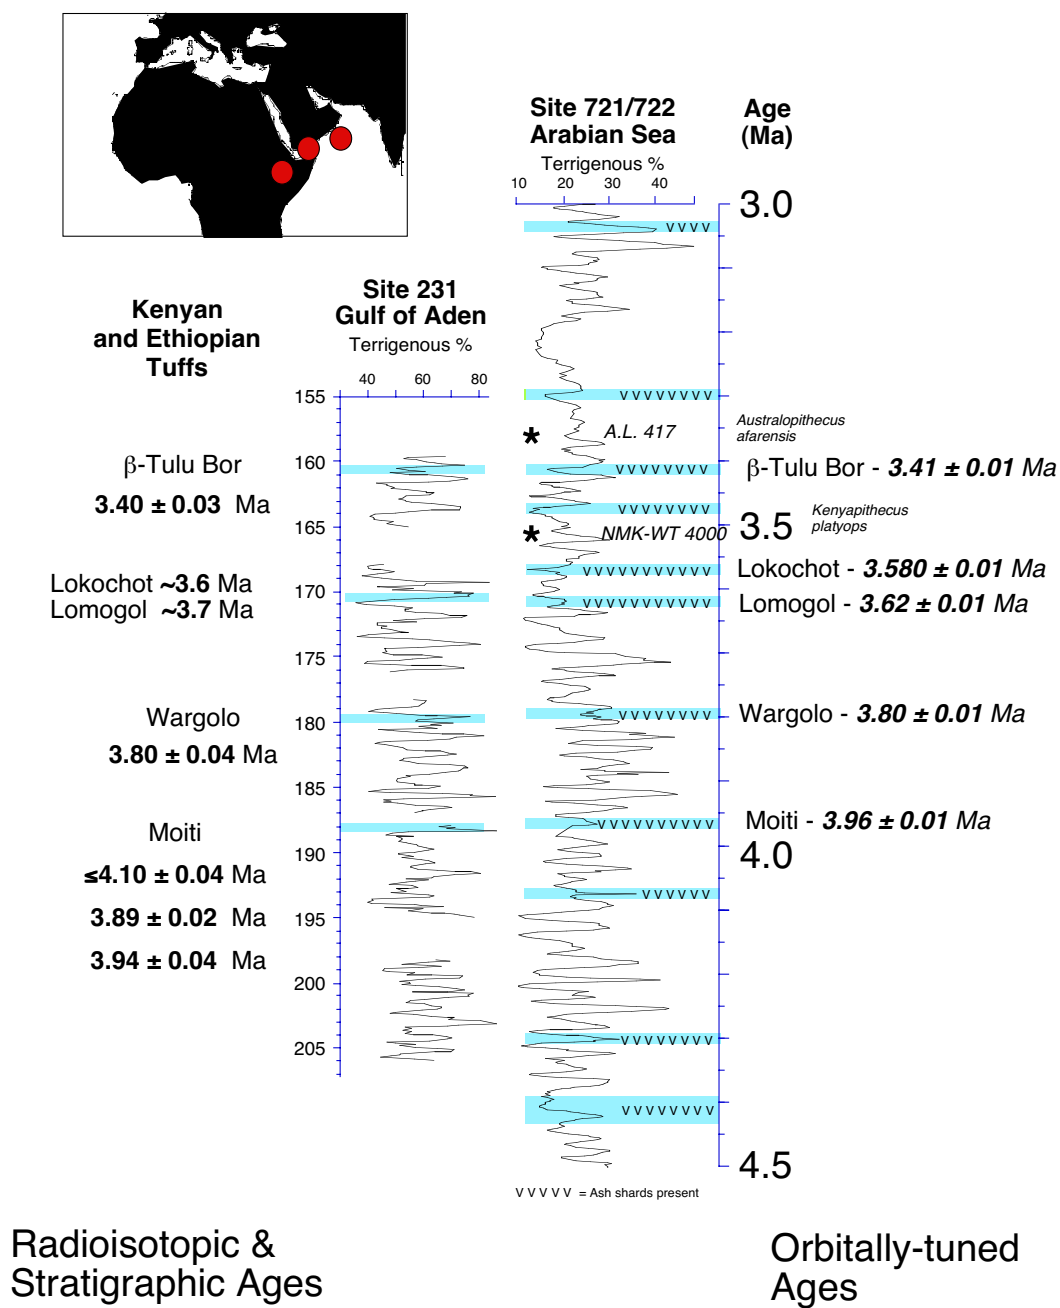 Site 721/722
Arabian Sea
Terrigenous %
10 20 30 40
Age
(Ma)
3.0
V V V V
Kenyan
and Ethiopian
Tuffs
Site 231
Gulf of Aden
Terrigenous %
40 60 80
155
V V V V V V V V
* A.L. 417
Australopithecus
afarensis
160
β-Tulu Bor
3.40 ± 0.03 Ma
V V V V V V V V
β-Tulu Bor - 3.41 ± 0.01 Ma
V V V V V V V V
165
* NMK-WT 4000
3.5
Kenyapithecus
platyops
Lokochot ~3.6 Ma
Lomogol ~3.7 Ma
170
V V V V V V V V V V V
Lokochot - 3.580 ± 0.01 Ma
V V V V V V V V V V V
Lomogol - 3.62 ± 0.01 Ma
175
Wargolo
3.80 ± 0.04 Ma
180
V V V V V V V V
Wargolo - 3.80 ± 0.01 Ma
185
Moiti
≤4.10 ± 0.04 Ma
3.89 ± 0.02 Ma
3.94 ± 0.04 Ma
V V V V V V V V V V
Moiti - 3.96 ± 0.01 Ma
190
4.0
V V V V V V
195
200
205
V V V V V V V V
V V V V V V V V
4.5
V V V V V = Ash shards present
Radioisotopic &
Stratigraphic Ages
Orbitally-tuned
Ages